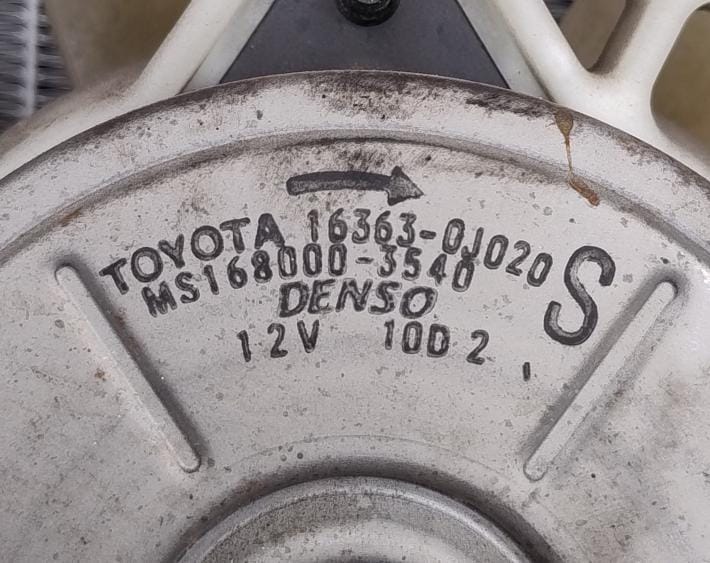 TOYOTA 16363-0J020
MS168000-3540
S
DENSO
12V 10D 2